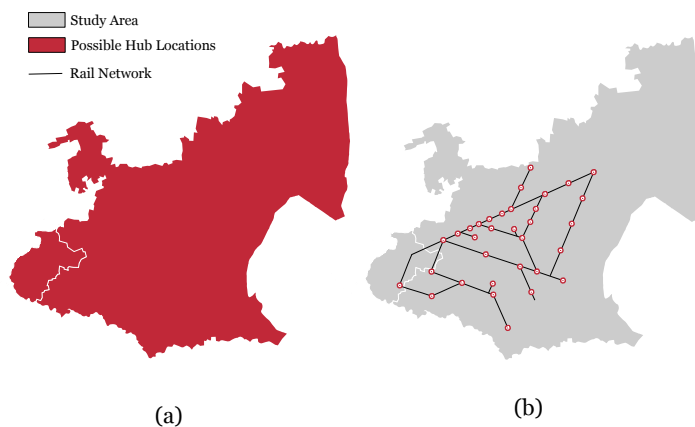 Study Area
Possible Hub Locations
Rail Network
(a)
(b)